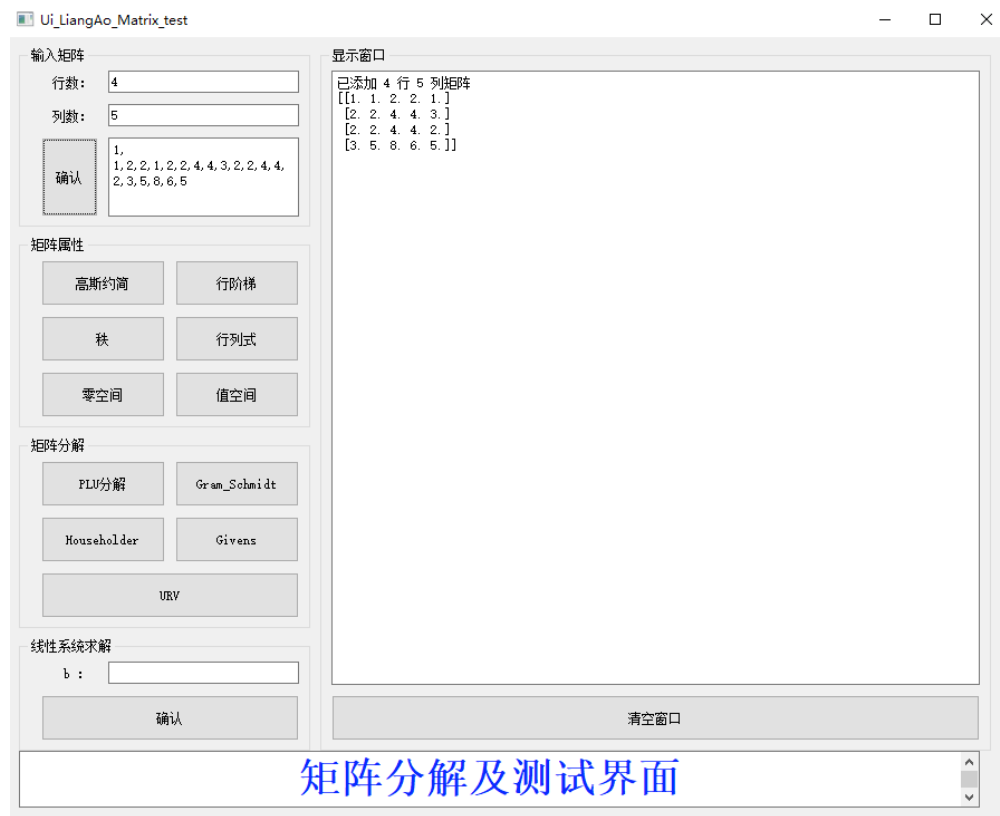 Ui_LiangAo_Matrix_test
输入矩阵
行数: 4
列数: 5
确认
1,
1,2,2,1,2,2,4,4,3,2,2,4,4,
2,3,5,8,6,5
矩阵属性
高斯约简 行阶梯
秩 行列式
零空间 值空间
矩阵分解
PLU分解 Gram_Schmidt
Householder Givens
URV
线性系统求解
b :
确认
显示窗口
已添加 4 行 5 列矩阵
[[1. 1. 2. 2. 1.]
[2. 2. 4. 4. 3.]
[2. 2. 4. 4. 2.]
[3. 5. 8. 6. 5.]]
清空窗口
矩阵分解及测试界面